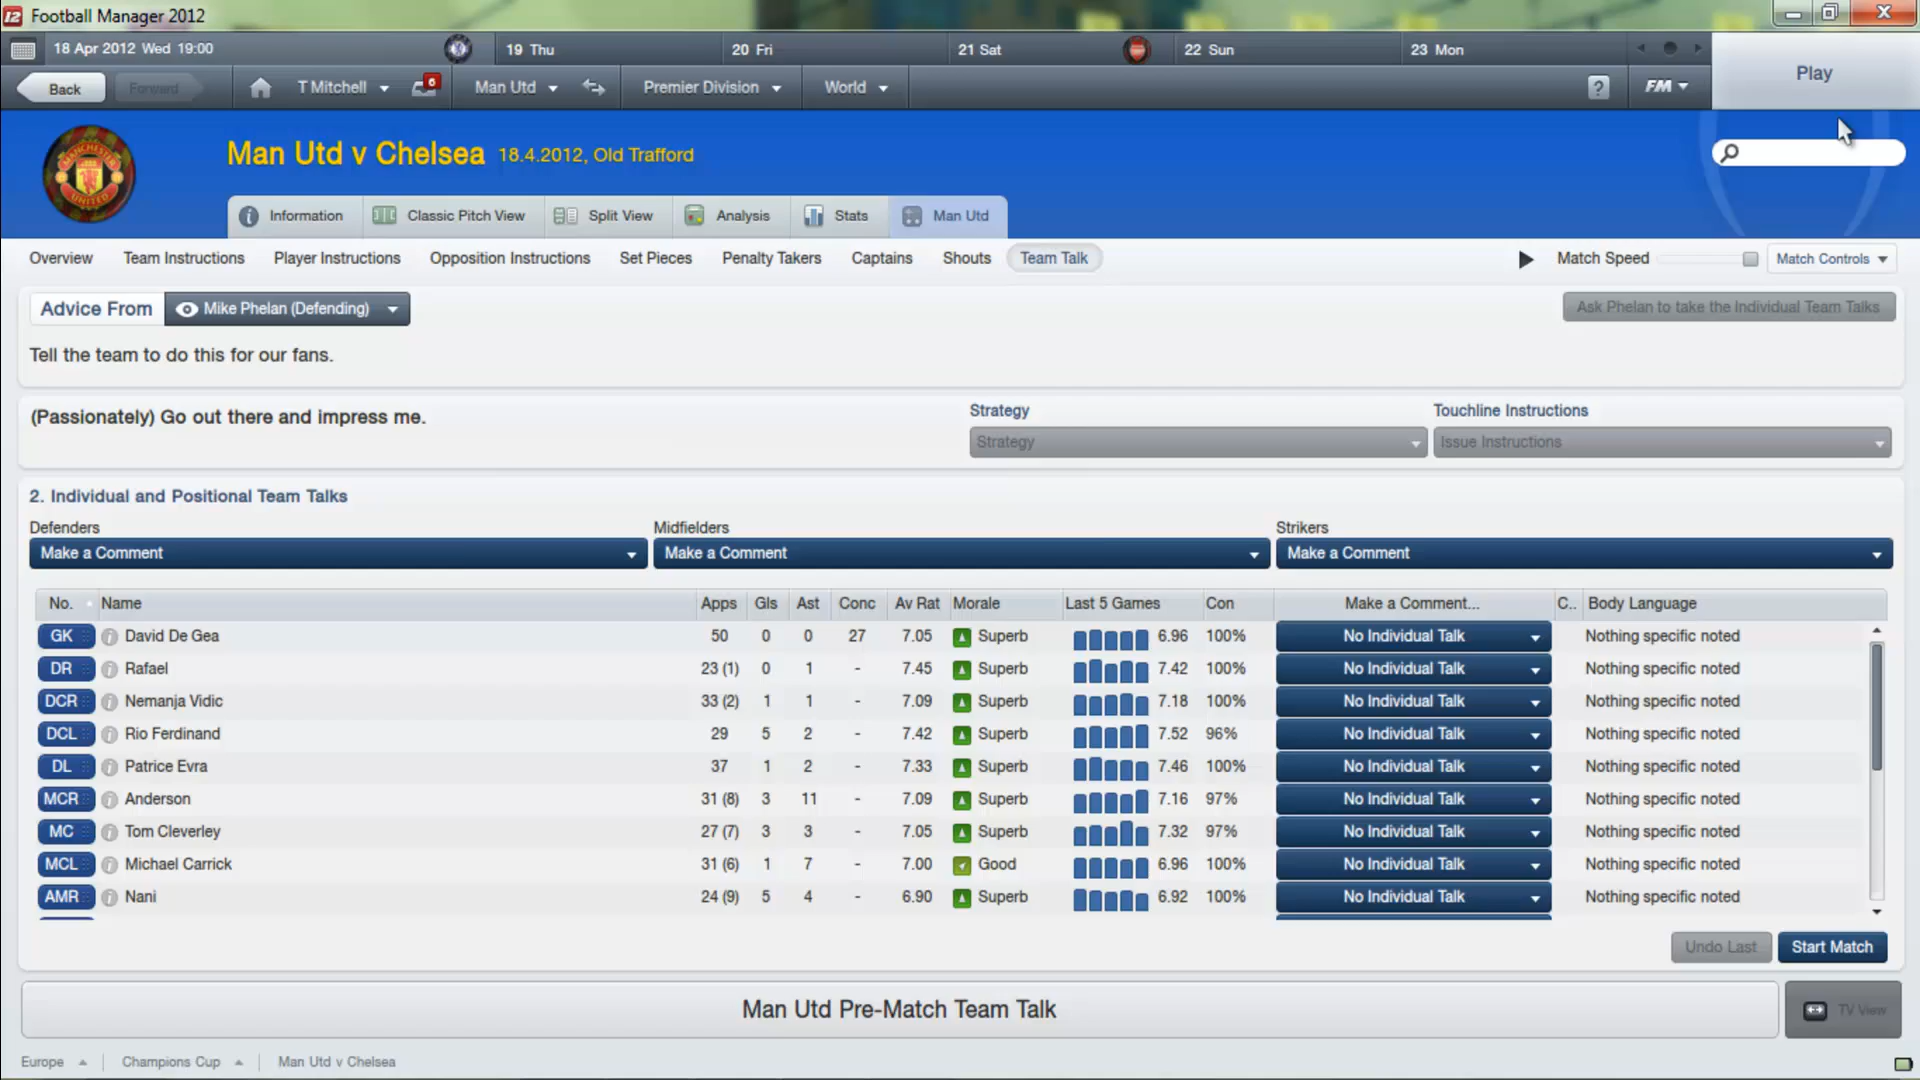 Football Manager 2012
18 Apr 2012 Wed 19:00
19 Thu
20 Fri
21 Sat
22 Sun
23 Mon
Play
Back
Forward
T Mitchell
6
Man Utd
Premier Division
World
?
FM
Man Utd v Chelsea 18.4.2012, Old Trafford
MANCHESTER
UNITED
Information
Classic Pitch View
Split View
Analysis
Stats
Man Utd
Overview
Team Instructions
Player Instructions
Opposition Instructions
Set Pieces
Penalty Takers
Captains
Shouts
Team Talk
Match Speed
Match Controls
Advice From
Mike Phelan (Defending)
Ask Phelan to take the Individual Team Talks
Tell the team to do this for our fans.
(Passionately) Go out there and impress me.
Strategy
Touchline Instructions
Strategy
Issue Instructions
2. Individual and Positional Team Talks
Defenders
Midfielders
Strikers
Make a Comment
Make a Comment
Make a Comment
No. Name Apps Gls Ast Conc Av Rat Morale Last 5 Games Con Make a Comment... C.. Body Language
GK David De Gea 50 0 0 27 7.05 Superb 6.96 100% No Individual Talk Nothing specific noted
DR Rafael 23 (1) 0 1 - 7.45 Superb 7.42 100% No Individual Talk Nothing specific noted
DCR Nemanja Vidic 33 (2) 1 1 - 7.09 Superb 7.18 100% No Individual Talk Nothing specific noted
DCL Rio Ferdinand 29 5 2 - 7.42 Superb 7.52 96% No Individual Talk Nothing specific noted
DL Patrice Evra 37 1 2 - 7.33 Superb 7.46 100% No Individual Talk Nothing specific noted
MCR Anderson 31 (8) 3 11 - 7.09 Superb 7.16 97% No Individual Talk Nothing specific noted
MC Tom Cleverley 27 (7) 3 3 - 7.05 Superb 7.32 97% No Individual Talk Nothing specific noted
MCL Michael Carrick 31 (6) 1 7 - 7.00 Good 6.96 100% No Individual Talk Nothing specific noted
AMR Nani 24 (9) 5 4 - 6.90 Superb 6.92 100% No Individual Talk Nothing specific noted
Undo Last
Start Match
Man Utd Pre-Match Team Talk
TV View
Europe
Champions Cup
Man Utd v Chelsea